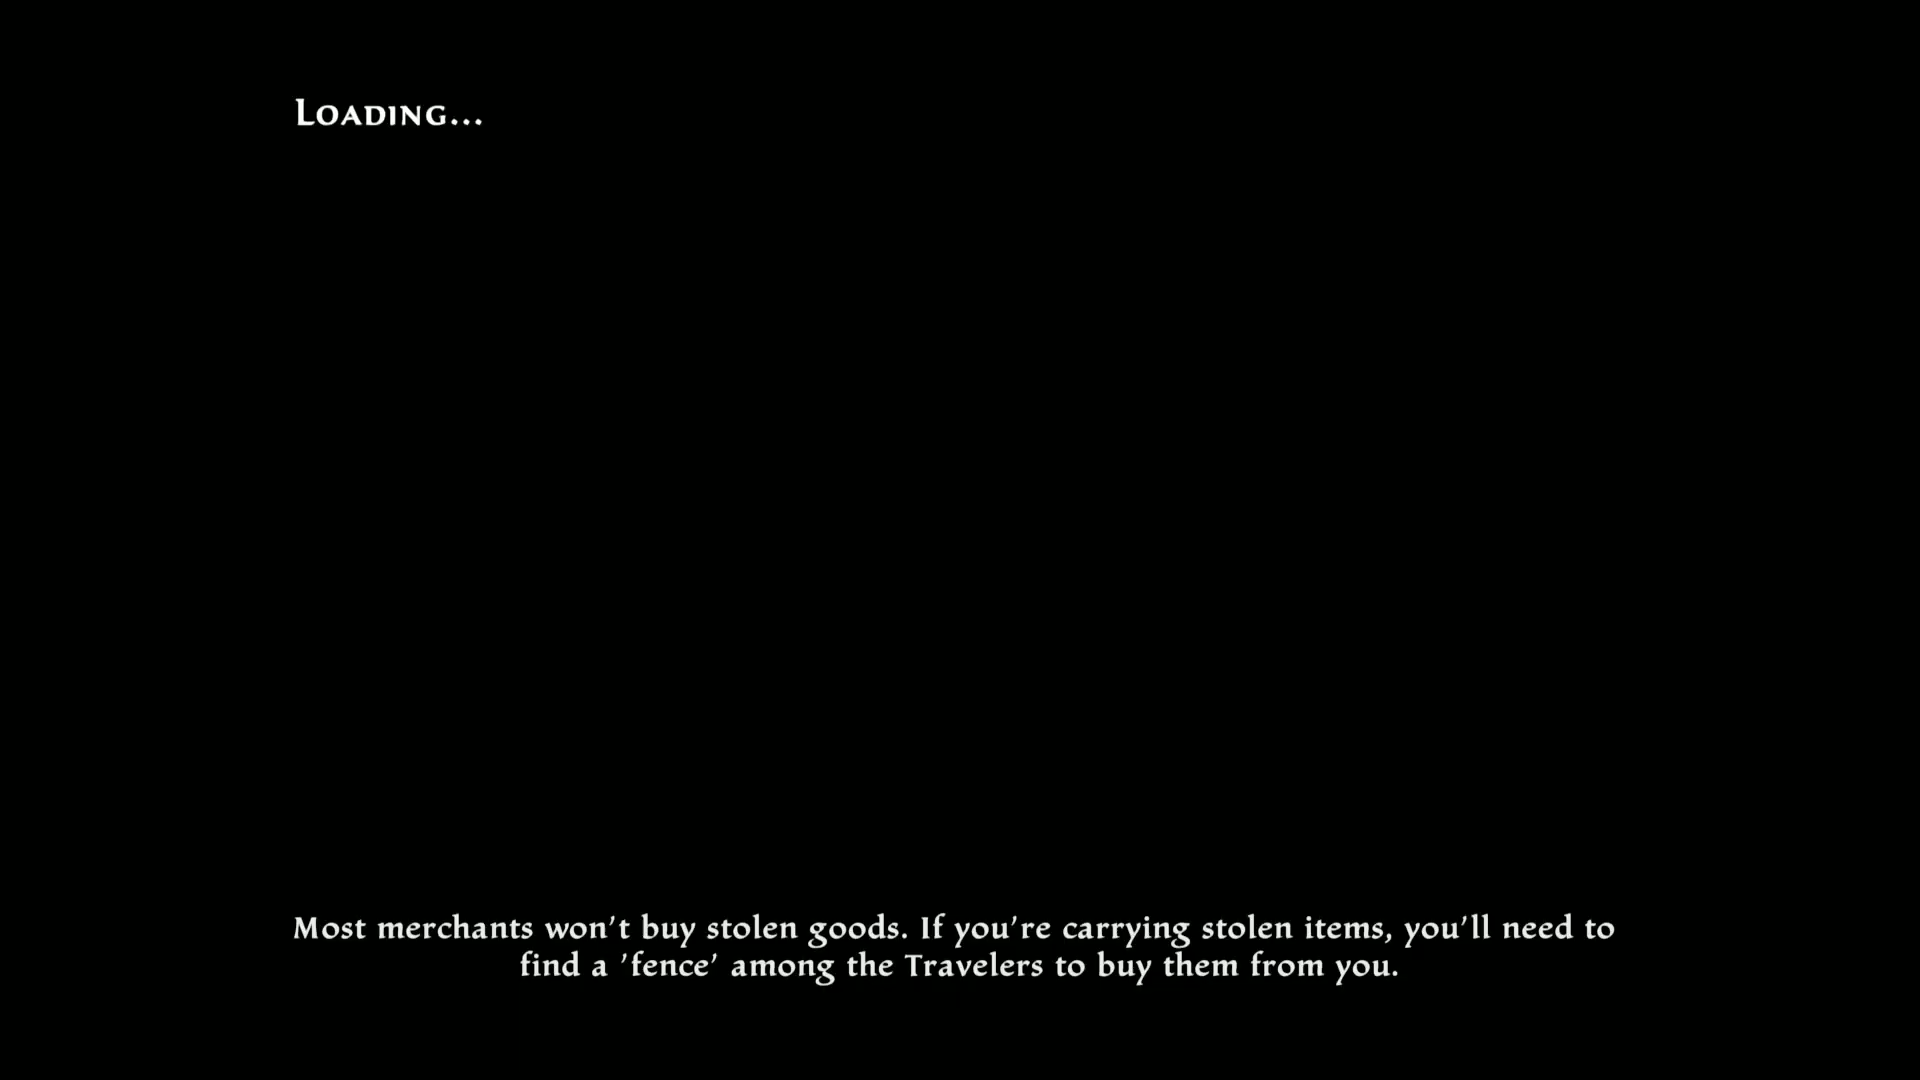 Loading...
Most merchants won't buy stolen goods. If you're carrying stolen items, you'll need to
find a 'fence' among the Travelers to buy them from you.